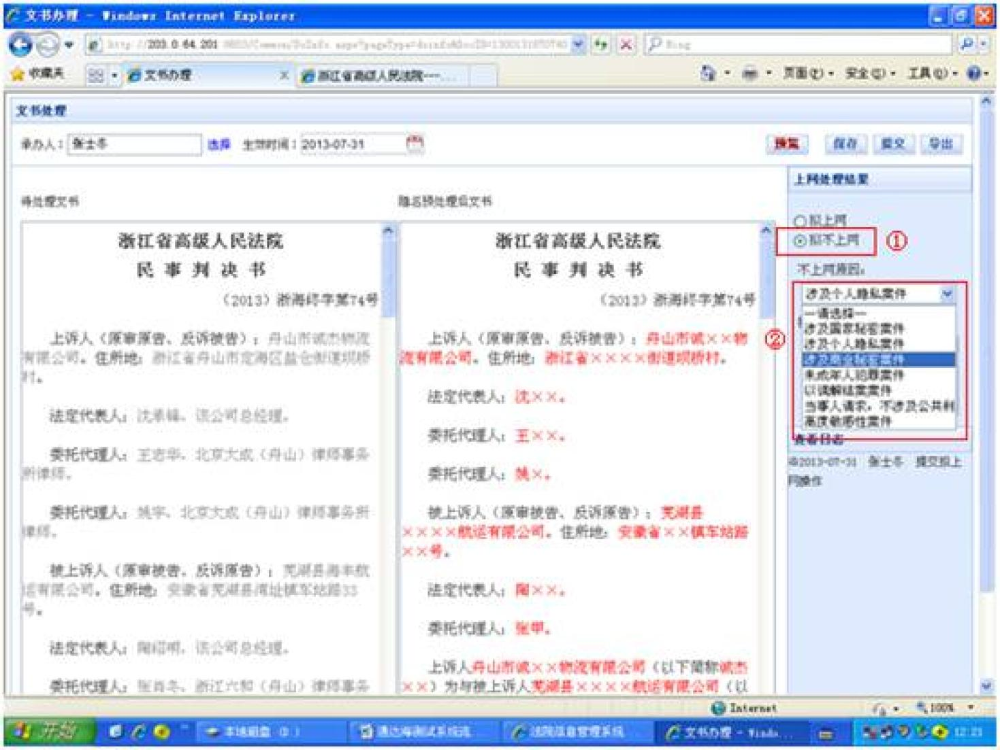 文书办理 - Windows Internet Explorer
203.0.64.201
Bing
收藏夹
文书办理
浙江省高级人民法院---...
页面(P) 安全(S) 工具(O)
文书处理
承办人：张士冬 选择 生效时间：2013-07-31
预览 保存 提交 导出
上网处理结果
待处理文书
隐名预处理后文书
拟上网
拟不上网
①
不上网原因:
涉及个人隐私案件
—请选择—
涉及国家秘密案件
涉及个人隐私案件
涉及商业秘密案件
未成年人犯罪案件
以调解结案案件
当事人请求，不涉及公共利
高度敏感性案件
②
查看日志
2013-07-31 张士冬 提交拟上
网操作
浙江省高级人民法院
民 事 判 决 书
（2013）浙海终字第74号
上诉人（原审原告、反诉被告）：舟山市诚杰物流
有限公司。住所地：浙江省舟山市定海区盐仓街道坝桥
村。
法定代表人：沈承锋，该公司总经理。
委托代理人：王志华，北京大成（舟山）律师事务
所律师。
委托代理人：姚宇，北京大成（舟山）律师事务所
律师。
被上诉人（原审被告、反诉原告）：芜湖县海丰航
运有限公司。住所地：安徽省芜湖县湾址镇车站路33
号。
法定代表人：陶绍明，该公司总经理。
委托代理人：张肖冬，浙江六和（舟山）律师事务
浙江省高级人民法院
民 事 判 决 书
（2013）浙海终字第74号
上诉人（原审原告、反诉被告）：舟山市诚××物
流有限公司。住所地：浙江省××××街道坝桥村。
法定代表人：沈××。
委托代理人：王××。
委托代理人：姚×。
被上诉人（原审被告、反诉原告）：芜湖县
××××航运有限公司。住所地：安徽省××镇车站路
××号。
法定代表人：陶××。
委托代理人：张甲。
上诉人舟山市诚××物流有限公司（以下简称诚杰
××）为与被上诉人芜湖县××××航运有限公司（以
Internet
100%
开始
本地磁盘
法院信息管理系统
文书办理 - Windo...
12:21